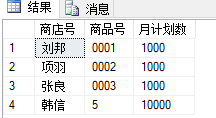 结果 消息
商店号 商品号 月计划数
1 刘邦 0001 1000
2 项羽 0002 1000
3 张良 0003 1000
4 韩信 5 10000